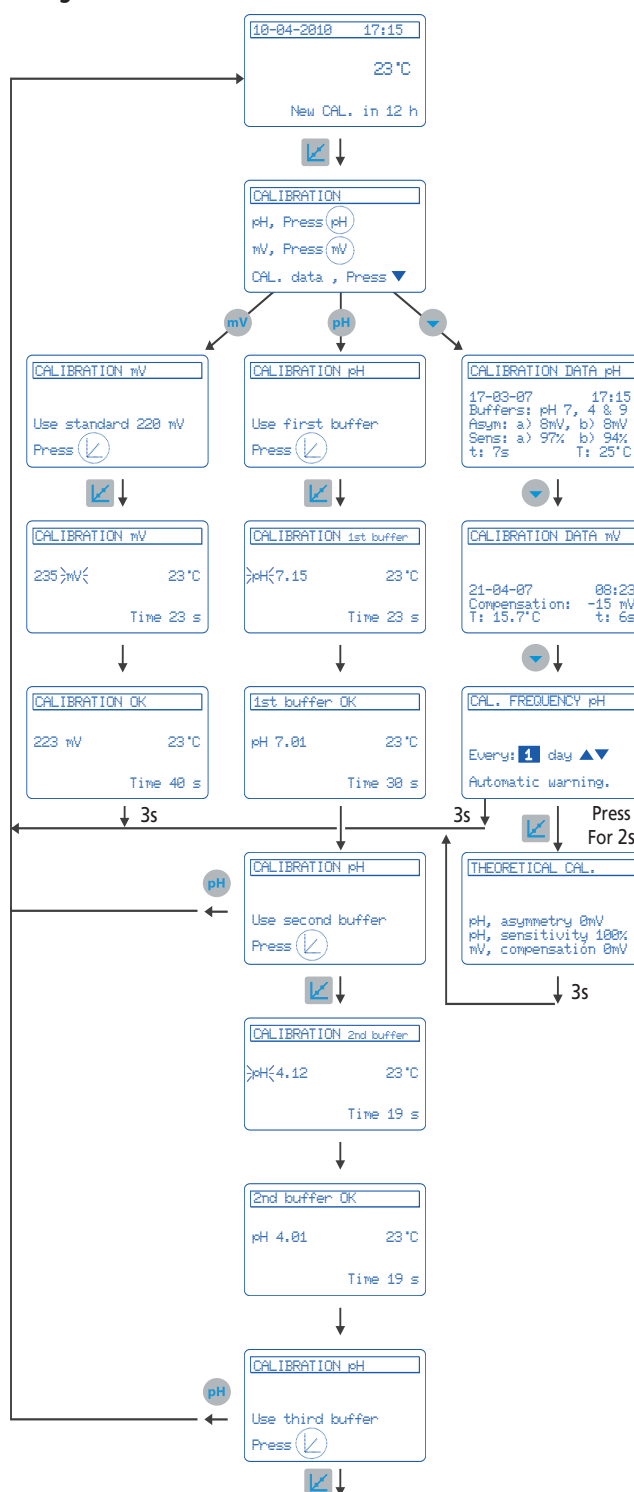 10-04-2010 17:15
23°C
New CAL. in 12 h
CALIBRATION
pH, Press pH
mV, Press mV
CAL. data , Press ▼
mV
pH
CALIBRATION mV
Use standard 220 mV
Press
CALIBRATION pH
Use first buffer
Press
CALIBRATION DATA pH
17-03-07 17:15
Buffers: pH 7, 4 & 9
Asym: a) 8mV, b) 8mV
Sens: a) 97% b) 94%
t: 7s T: 25°C
CALIBRATION mV
235 mV 23°C
Time 23 s
CALIBRATION 1st buffer
pH 7.15 23°C
Time 23 s
CALIBRATION DATA mV
21-04-07 08:23
Compensation: -15 mV
T: 15.7°C t: 6s
CALIBRATION OK
223 mV 23°C
Time 40 s
1st buffer OK
pH 7.01 23°C
Time 30 s
CAL. FREQUENCY pH
Every: 1 day ▲▼
Automatic warning.
3s
3s
Press
For 2s
CALIBRATION pH
Use second buffer
Press
pH
THEORETICAL CAL.
pH, asymmetry 0mV
pH, sensitivity 100%
mV, compensation 0mV
3s
CALIBRATION 2nd buffer
pH 4.12 23°C
Time 19 s
2nd buffer OK
pH 4.01 23°C
Time 19 s
CALIBRATION pH
Use third buffer
Press
pH